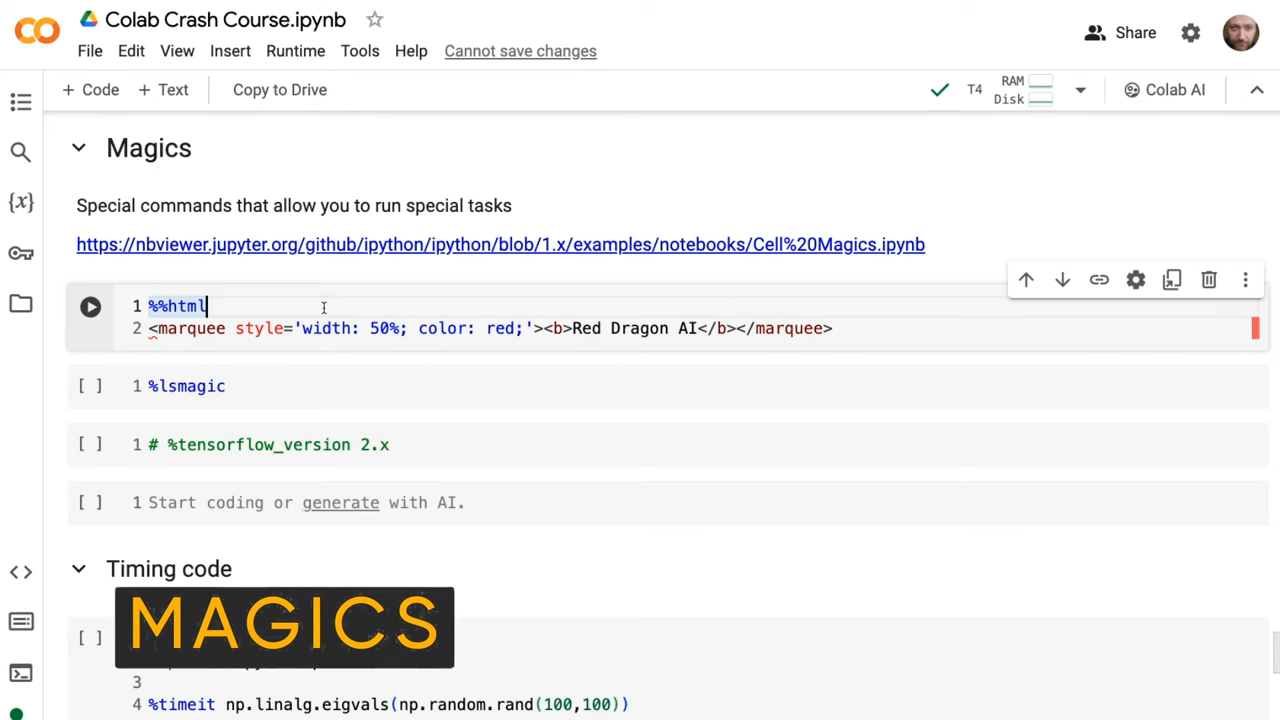 Colab Crash Course.ipynb
File Edit View Insert Runtime Tools Help Cannot save changes
Share
+ Code + Text Copy to Drive
T4 RAM Disk
Colab AI
Magics
Special commands that allow you to run special tasks
https://nbviewer.jupyter.org/github/ipython/ipython/blob/1.x/examples/notebooks/Cell%20Magics.ipynb
1 %%html
2 <marquee style='width: 50%; color: red;'><b>Red Dragon AI</b></marquee>
[ ] 1 %lsmagic
[ ] 1 # %tensorflow_version 2.x
[ ] 1 Start coding or generate with AI.
Timing code
MAGICS
[ ]
3
4 %timeit np.linalg.eigvals(np.random.rand(100,100))